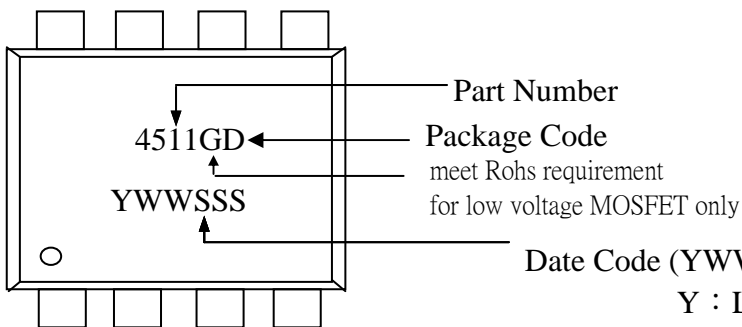 Part Number
4511GD
Package Code
meet Rohs requirement
YWWSSS
for low voltage MOSFET only
Date Code (YWW
Y：L